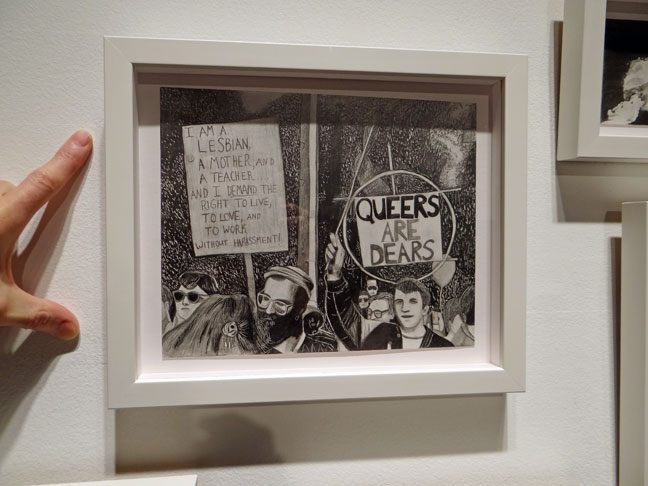 I AM A
LESBIAN,
A MOTHER, AND
A TEACHER...
AND I DEMAND THE
RIGHT TO LIVE,
TO LOVE, AND
TO WORK
WITHOUT HARRSSMENT!
QUEERS
ARE
DEARS